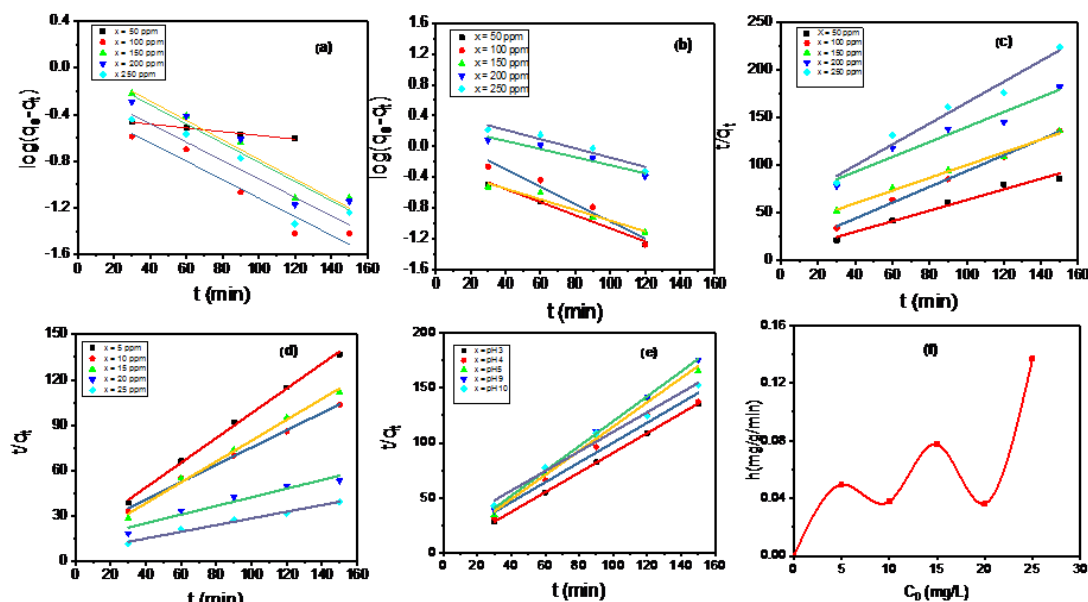 (a)
x = 50 ppm
x = 100 ppm
x = 150 ppm
x = 200 ppm
x 250 ppm
-0.4
0.0
-0.4
-0.8
-1.2
-1.6
0 20 40 60 80 100 120 140 160
log(qe-qt)
t (min)
(b)
x = 50 ppm
x = 100 ppm
x = 150 ppm
x = 200 ppm
x = 250 ppm
1.6
1.2
0.8
0.4
0.0
-0.4
-0.8
-1.2
-1.6
0 20 40 60 80 100 120 140 160
log(qe-qt)
t (min)
(c)
X = 50 ppm
x = 100 ppm
x = 150 ppm
x = 200 ppm
x = 250 ppm
250
225
200
175
150
125
100
75
50
25
0
0 20 40 60 80 100 120 140 160
t/qt
t (min)
(d)
x = 5 ppm
x = 10 ppm
x = 15 ppm
x = 20 ppm
x = 25 ppm
150
120
90
60
30
0
0 20 40 60 80 100 120 140 160
t/qt
t (min)
(e)
x = pH3
x = pH4
x = pH5
x = pH9
x = pH10
200
150
100
50
0
0 20 40 60 80 100 120 140 160
t/qt
t (min)
(f)
0.16
0.12
0.08
0.04
0.00
0 5 10 15 20 25 30
h(mg/g/min)
C0 (mg/L)